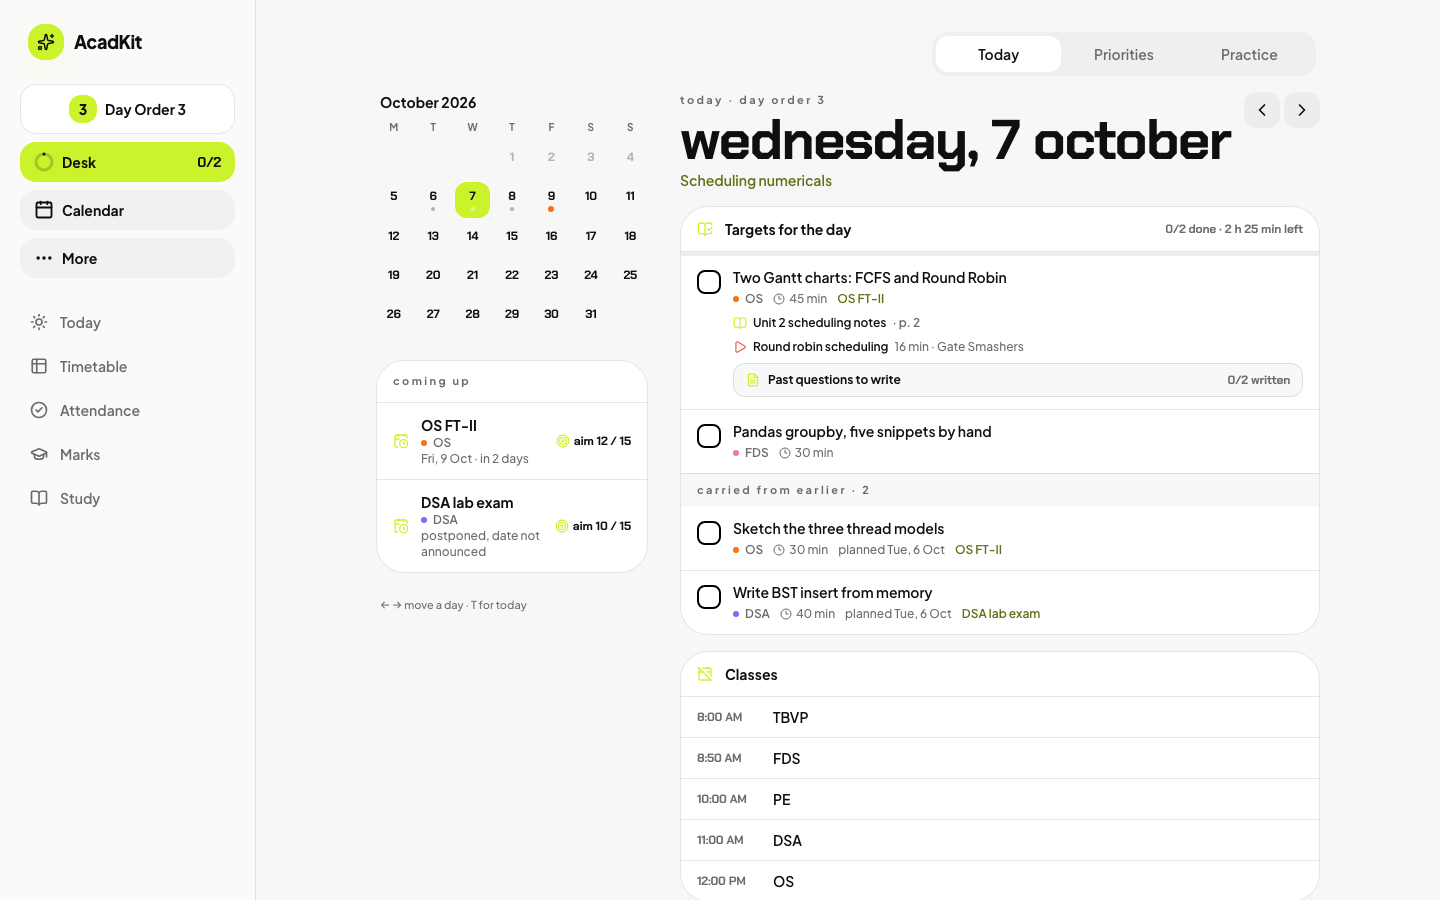 AcadKit
3 Day Order 3
Desk 0/2
Calendar
More
Today
Timetable
Attendance
Marks
Study
Today Priorities Practice
October 2026
M T W T F S S
1 2 3 4
5 6 7 8 9 10 11
12 13 14 15 16 17 18
19 20 21 22 23 24 25
26 27 28 29 30 31
coming up
OS FT-II
OS
Fri, 9 Oct · in 2 days
aim 12 / 15
DSA lab exam
DSA
postponed, date not
announced
aim 10 / 15
← → move a day · T for today
today · day order 3
wednesday, 7 october
Scheduling numericals
Targets for the day 0/2 done · 2 h 25 min left
Two Gantt charts: FCFS and Round Robin
OS 45 min OS FT-II
Unit 2 scheduling notes · p. 2
Round robin scheduling 16 min · Gate Smashers
Past questions to write 0/2 written
Pandas groupby, five snippets by hand
FDS 30 min
carried from earlier · 2
Sketch the three thread models
OS 30 min planned Tue, 6 Oct OS FT-II
Write BST insert from memory
DSA 40 min planned Tue, 6 Oct DSA lab exam
Classes
8:00 AM TBVP
8:50 AM FDS
10:00 AM PE
11:00 AM DSA
12:00 PM OS